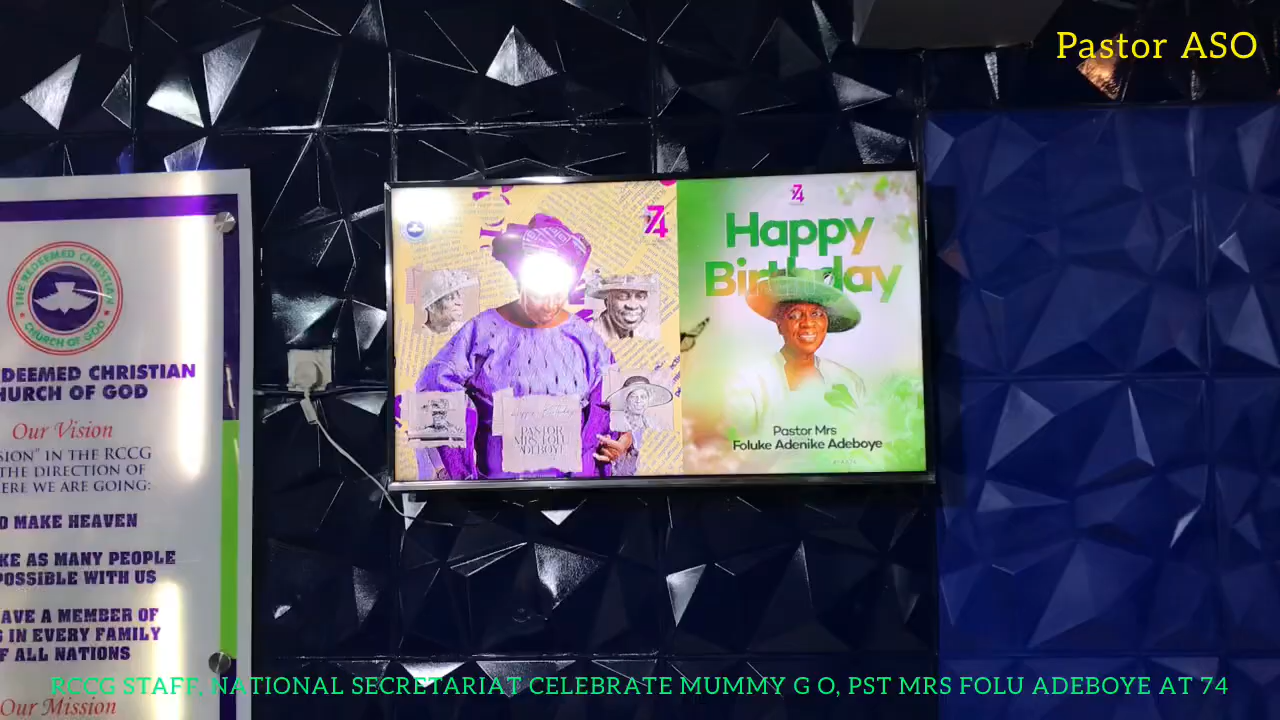 Pastor ASO
THE REDEEMED CHRISTIAN
CHURCH OF GOD
DEEMED CHRISTIAN
HURCH OF GOD
Our Vision
SION" IN THE RCCG
THE DIRECTION OF
ERE WE ARE GOING:
O MAKE HEAVEN
KE AS MANY PEOPLE
POSSIBLE WITH US
AVE A MEMBER OF
IN EVERY FAMILY
F ALL NATIONS
Our Mission
74
Happy Birthday
PASTOR
MRS FOLU
ADEBOYE
74
Happy
Birthday
Pastor Mrs
Foluke Adenike Adeboye
RCCG STAFF, NATIONAL SECRETARIAT CELEBRATE MUMMY G O, PST MRS FOLU ADEBOYE AT 74